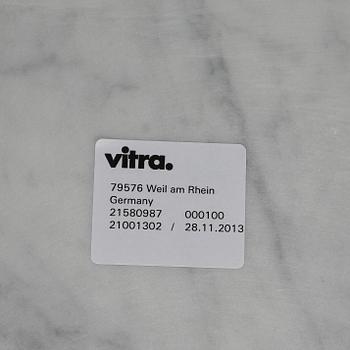 vitra.
79576 Weil am Rhein
Germany
21580987 000100
21001302 / 28.11.2013